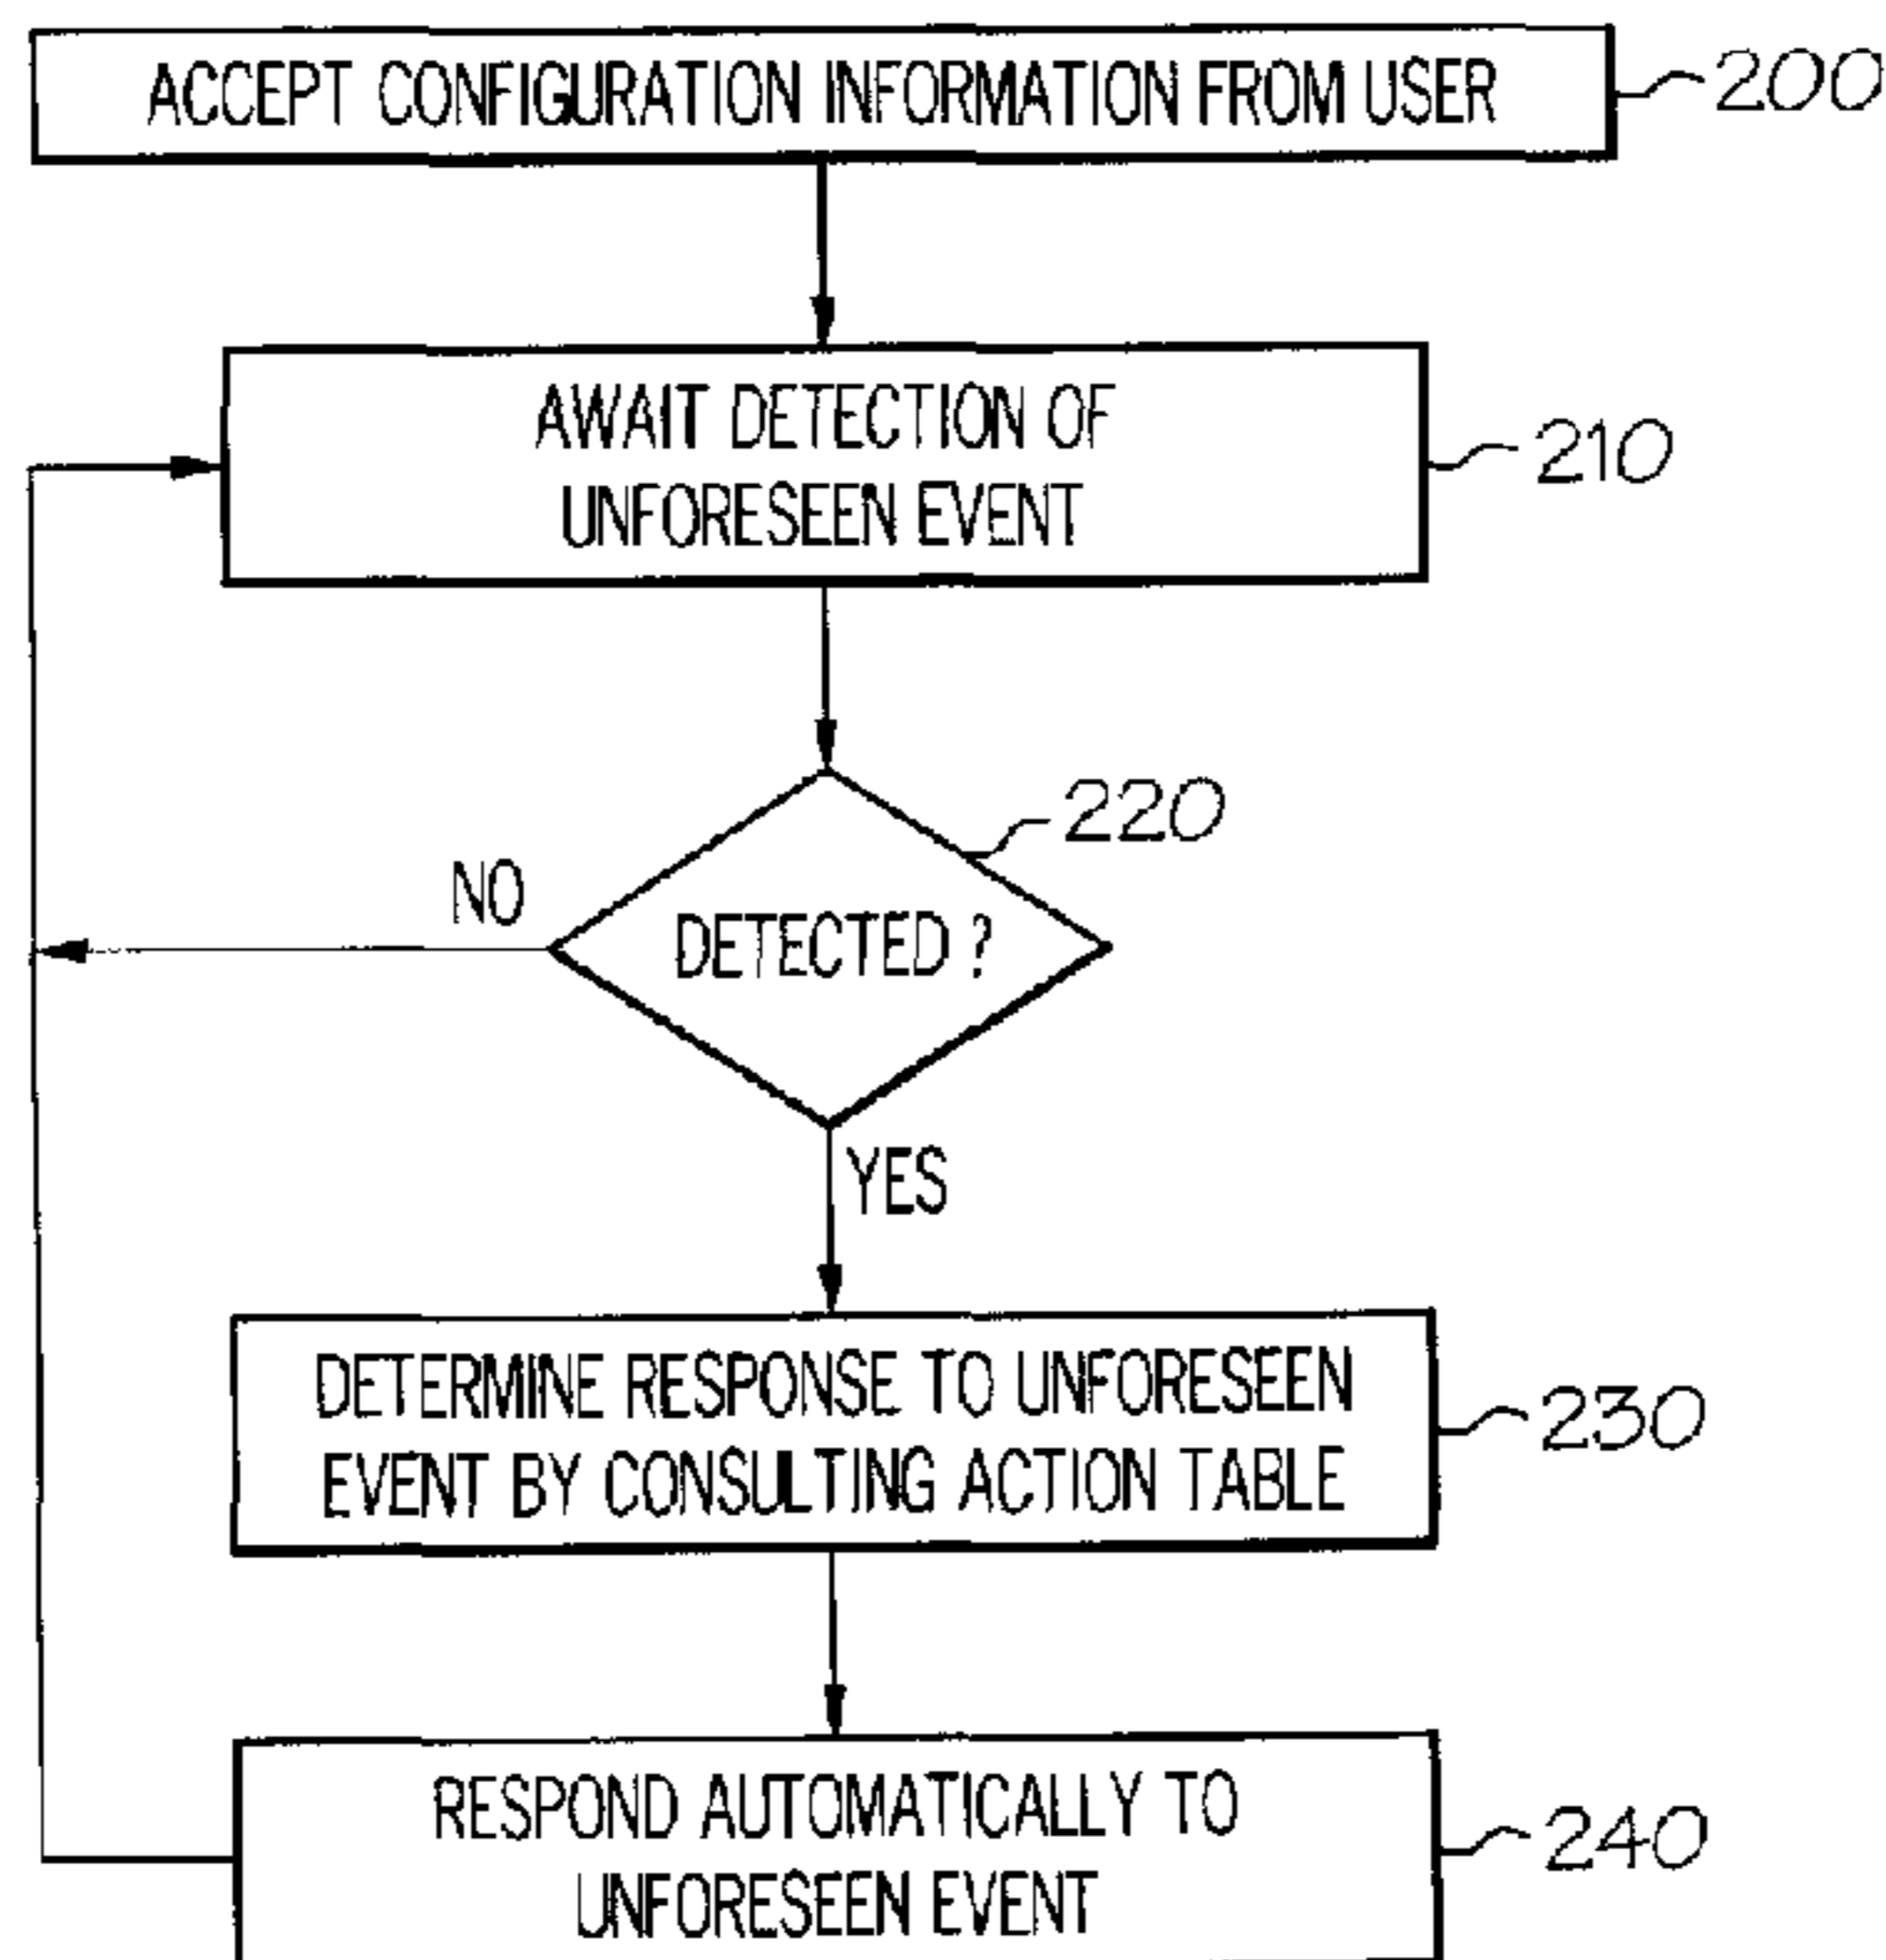 ACCEPT CONFIGURATION INFORMATION FROM USER
200
AWAIT DETECTION OF
UNFORESEEN EVENT
210
220
DETECTED ?
NO
YES
DETERMINE RESPONSE TO UNFORESEEN
EVENT BY CONSULTING ACTION TABLE
230
RESPOND AUTOMATICALLY TO
UNFORESEEN EVENT
240